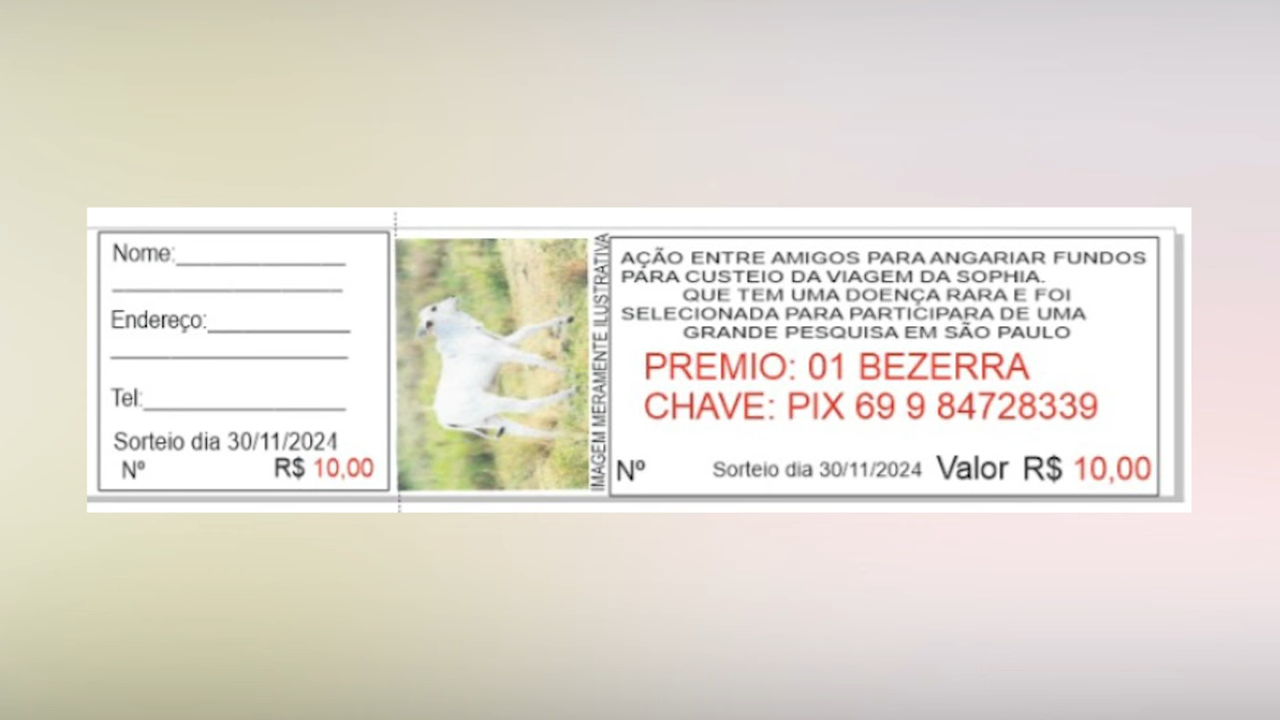 Nome:
Endereço:
Tel:
Sorteio dia 30/11/2024
Nº R$ 10,00
IMAGEM MERAMENTE ILUSTRATIVA
AÇÃO ENTRE AMIGOS PARA ANGARIAR FUNDOS
PARA CUSTEIO DA VIAGEM DA SOPHIA.
QUE TEM UMA DOENÇA RARA E FOI
SELECIONADA PARA PARTICIPARA DE UMA
GRANDE PESQUISA EM SÃO PAULO
PREMIO: 01 BEZERRA
CHAVE: PIX 69 9 84728339
Nº Sorteio dia 30/11/2024 Valor R$ 10,00